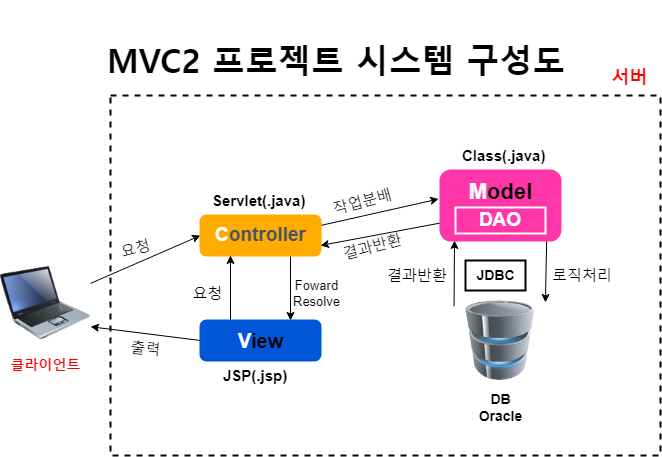 MVC2 프로젝트 시스템 구성도
서버
Class(.java)
Model
DAO
Servlet(.java)
작업분배
Controller
결과반환
요청
결과반환
JDBC
로직처리
요청
Foward
Resolve
View
출력
클라이언트
JSP(.jsp)
DB
Oracle